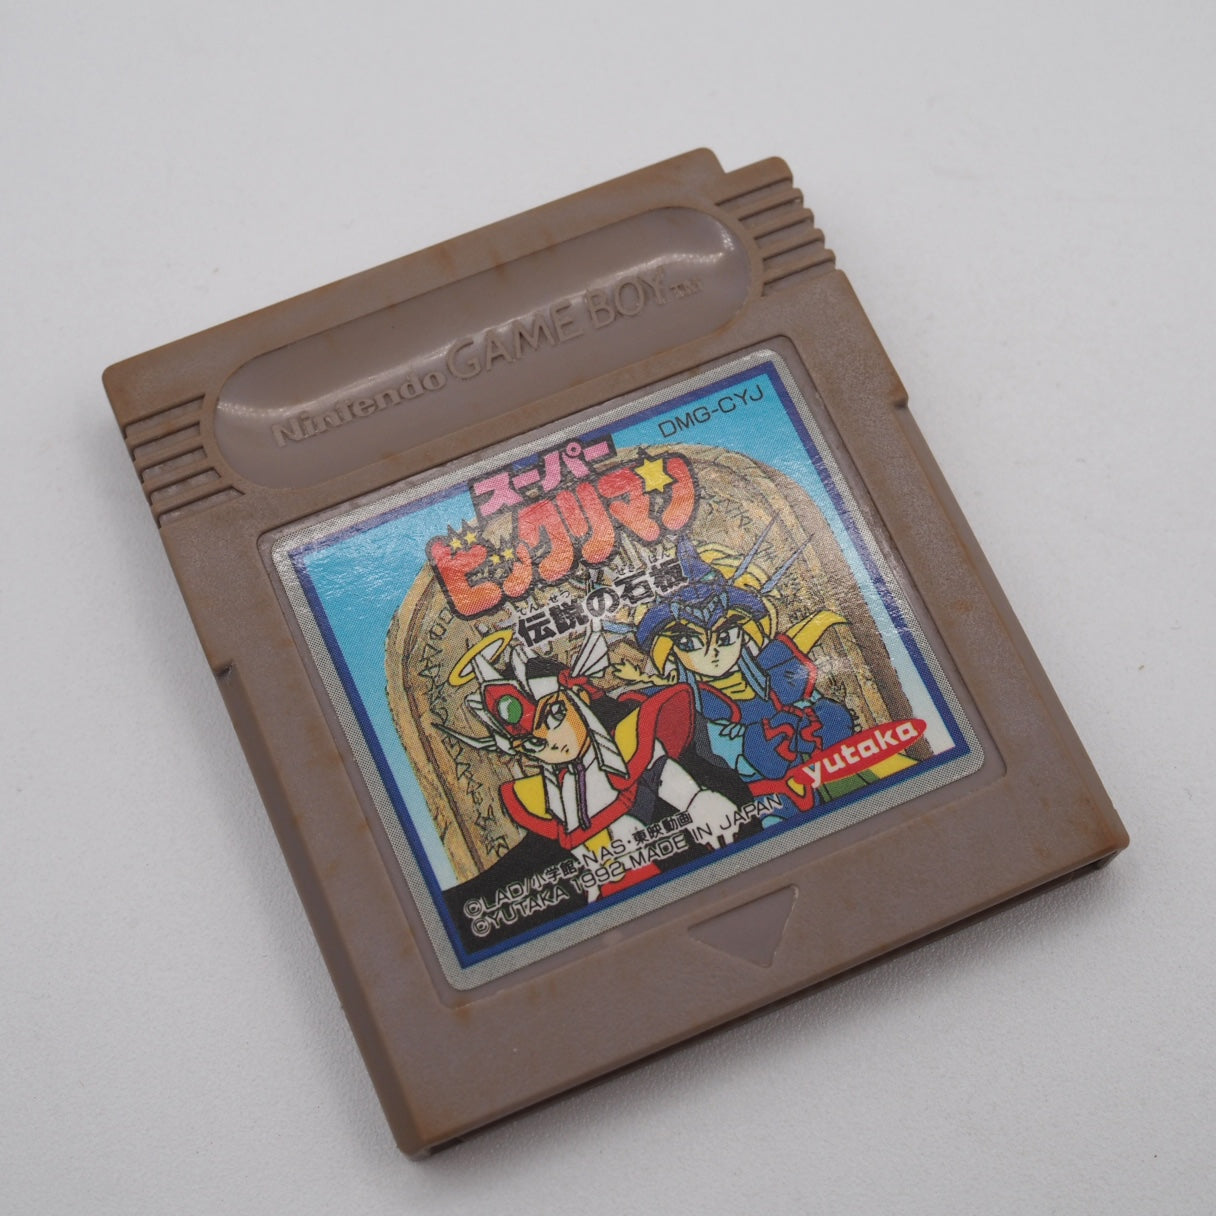 Nintendo GAME BOY™
DMG-CYJ
スーパー
ビックリマン
でんせつ せきばん
伝説の石板
yutaka
©LAD/小学館・NAS・東映動画
©YUTAKA 1992 MADE IN JAPAN